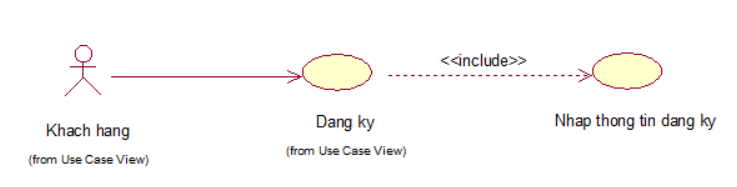 <<include>>
Khach hang
(from Use Case View)
Dang ky
(from Use Case View)
Nhap thong tin dang ky